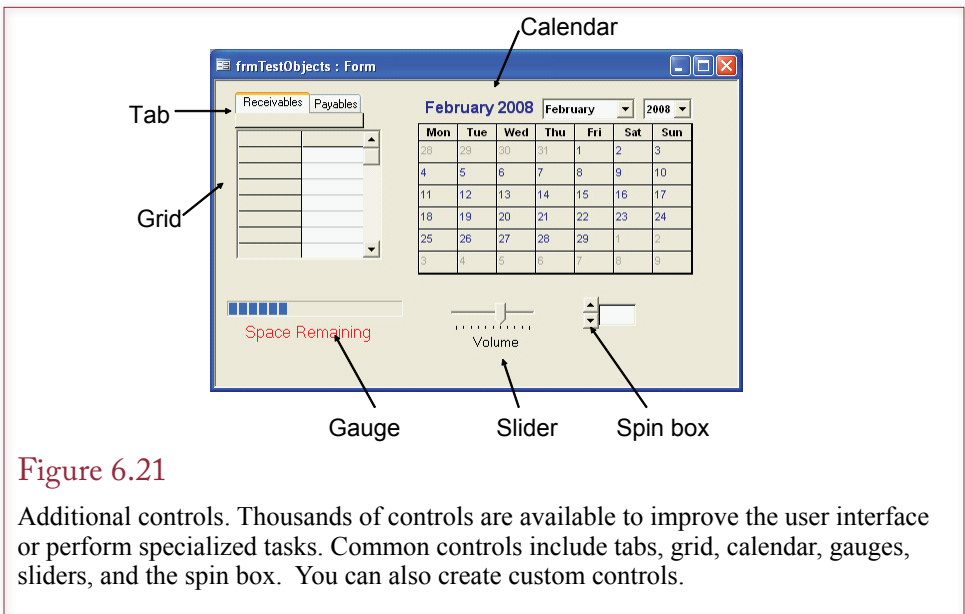 Calendar
frmTestObjects : Form
Tab
Receivables Payables
February 2008 February 2008
Mon Tue Wed Thu Fri Sat Sun
28 29 30 31 1 2 3
4 5 6 7 8 9 10
11 12 13 14 15 16 17
18 19 20 21 22 23 24
25 26 27 28 29 1 2
3 4 5 6 7 8 9
Grid
Space Remaining
Volume
Gauge Slider Spin box
Figure 6.21
Additional controls. Thousands of controls are available to improve the user interface
or perform specialized tasks. Common controls include tabs, grid, calendar, gauges,
sliders, and the spin box. You can also create custom controls.